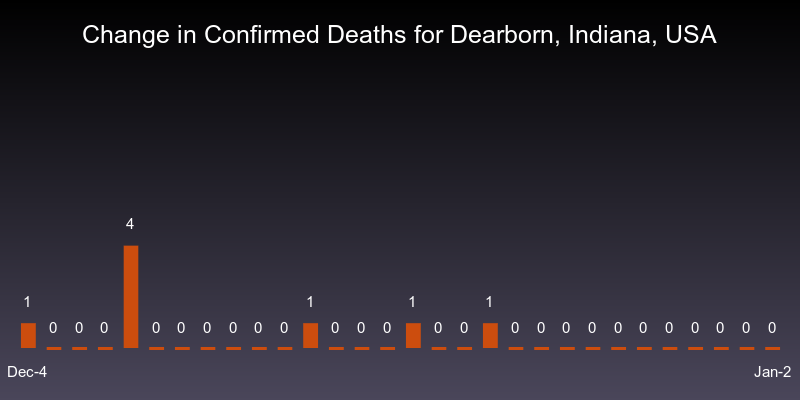 Change in Confirmed Deaths for Dearborn, Indiana, USA
4
1 1 1 1
0 0 0 0 0 0 0 0 0 0 0 0 0 0 0 0 0 0 0 0 0 0 0 0 0
Dec-4 Jan-2